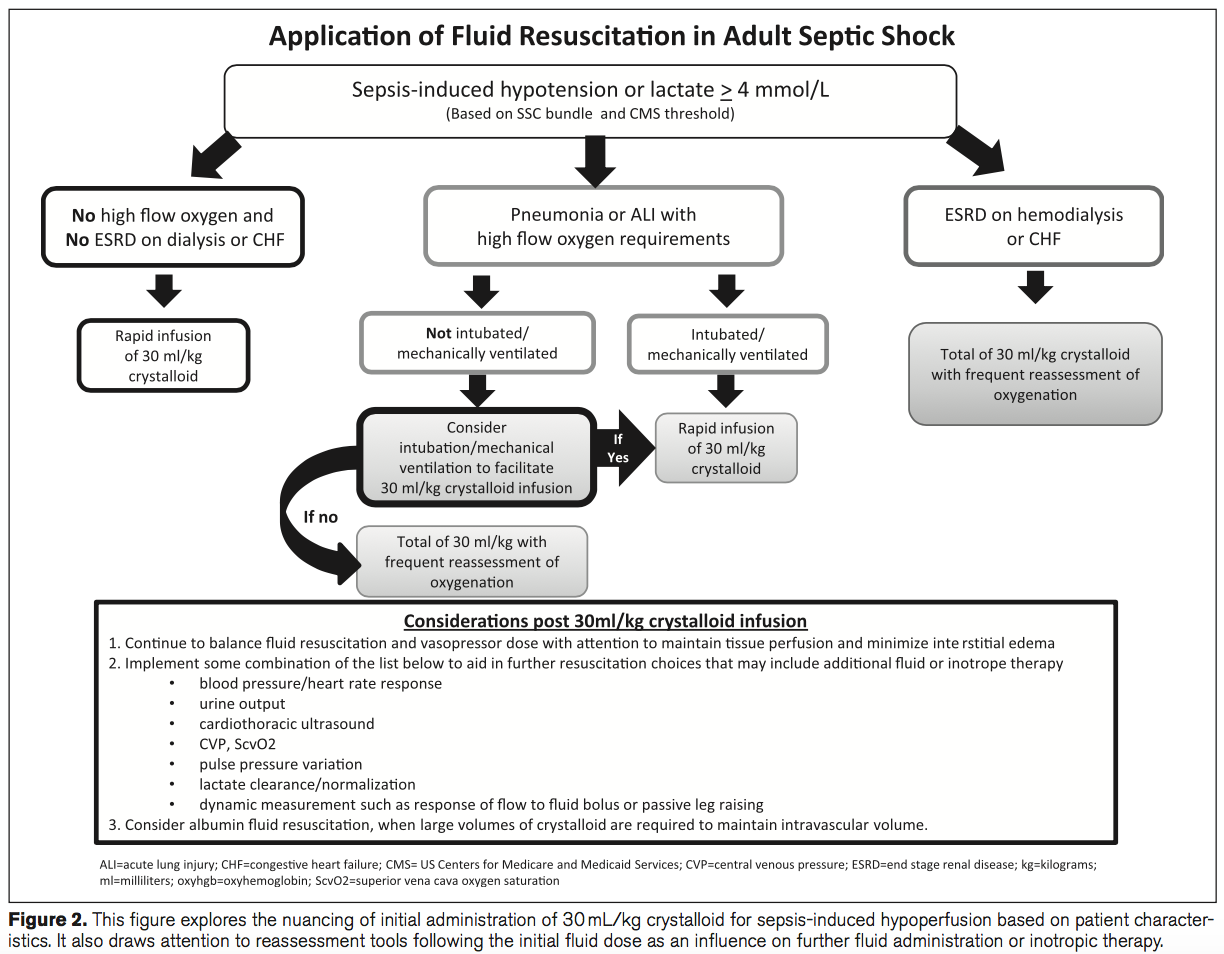 Application of Fluid Resuscitation in Adult Septic Shock
Sepsis-induced hypotension or lactate ≥ 4 mmol/L
(Based on SSC bundle and CMS threshold)
No high flow oxygen and
No ESRD on dialysis or CHF
Pneumonia or ALI with
high flow oxygen requirements
ESRD on hemodialysis
or CHF
Rapid infusion
of 30 ml/kg
crystalloid
Not intubated/
mechanically ventilated
Intubated/
mechanically ventilated
Total of 30 ml/kg crystalloid
with frequent reassessment of
oxygenation
Consider
intubation/mechanical
ventilation to facilitate
30 ml/kg crystalloid infusion
If
Yes
Rapid infusion
of 30 ml/kg
crystalloid
If no
Total of 30 ml/kg with
frequent reassessment of
oxygenation
Considerations post 30ml/kg crystalloid infusion
1. Continue to balance fluid resuscitation and vasopressor dose with attention to maintain tissue perfusion and minimize inte rstitial edema
2. Implement some combination of the list below to aid in further resuscitation choices that may include additional fluid or inotrope therapy
• blood pressure/heart rate response
• urine output
• cardiothoracic ultrasound
• CVP, ScvO2
• pulse pressure variation
• lactate clearance/normalization
• dynamic measurement such as response of flow to fluid bolus or passive leg raising
3. Consider albumin fluid resuscitation, when large volumes of crystalloid are required to maintain intravascular volume.
ALI=acute lung injury; CHF=congestive heart failure; CMS= US Centers for Medicare and Medicaid Services; CVP=central venous pressure; ESRD=end stage renal disease; kg=kilograms;
ml=milliliters; oxyhgb=oxyhemoglobin; ScvO2=superior vena cava oxygen saturation
Figure 2. This figure explores the nuancing of initial administration of 30 mL/kg crystalloid for sepsis-induced hypoperfusion based on patient character-
istics. It also draws attention to reassessment tools following the initial fluid dose as an influence on further fluid administration or inotropic therapy.